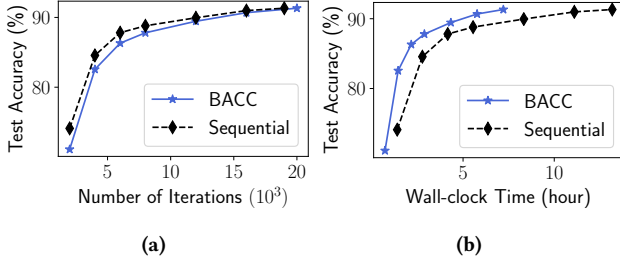 Test Accuracy (%)
90
80
BACC
Sequential
5
10
15
20
Number of Iterations (10³)
(a)
Test Accuracy (%)
90
80
BACC
Sequential
5
10
Wall-clock Time (hour)
(b)